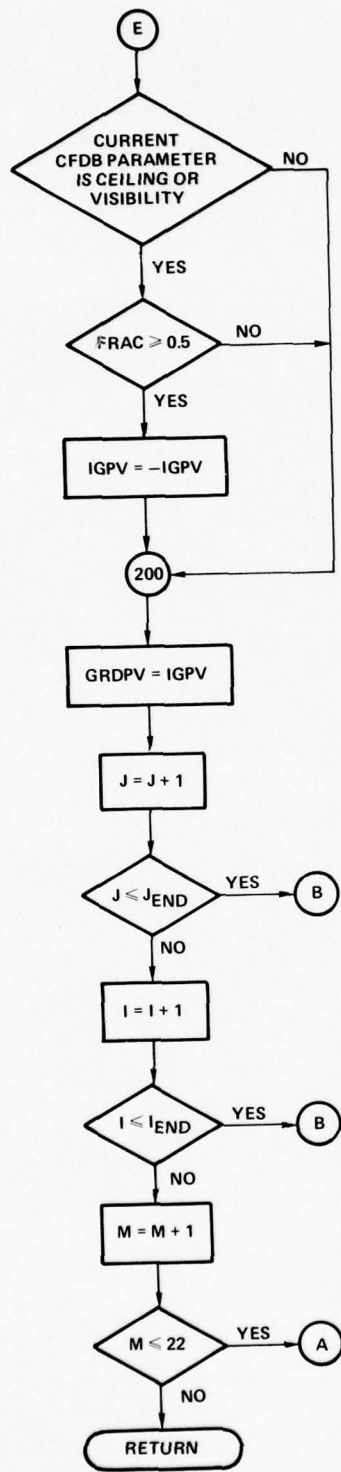 E
CURRENT
CFDB PARAMETER
IS CEILING OR
VISIBILITY
NO
YES
FRAC ⩾ 0.5
NO
YES
IGPV = −IGPV
200
GRDPV = IGPV
J = J + 1
J ⩽ JEND
YES
B
NO
I = I + 1
I ⩽ IEND
YES
B
NO
M = M + 1
M ⩽ 22
YES
A
NO
RETURN